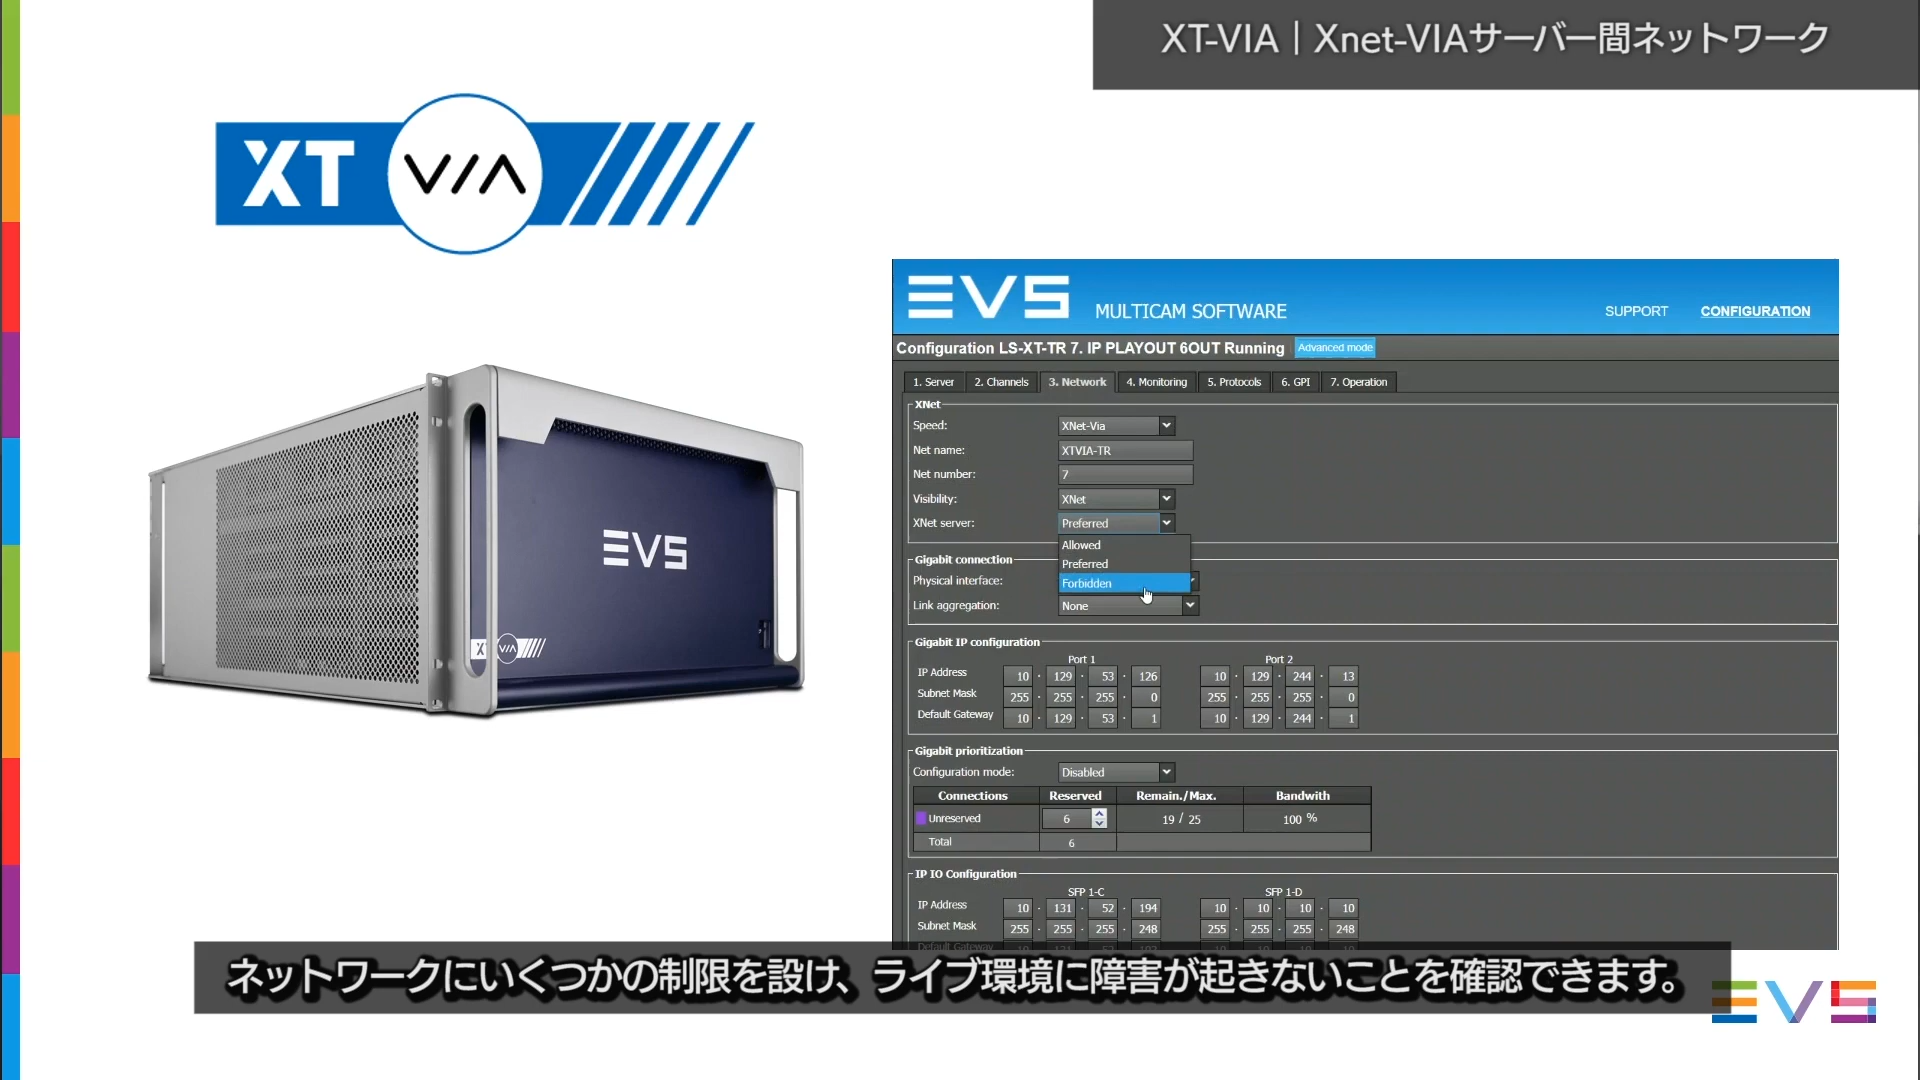 XT-VIA｜Xnet-VIAサーバー間ネットワーク
XT VIA
EVS MULTICAM SOFTWARE
SUPPORT CONFIGURATION
Configuration LS-XT-TR 7. IP PLAYOUT 6OUT Running Advanced mode
1. Server 2. Channels 3. Network 4. Monitoring 5. Protocols 6. GPI 7. Operation
XNet
Speed: XNet-Via
Net name: XTVIA-TR
Net number: 7
Visibility: XNet
XNet server: Preferred
Allowed
Preferred
Forbidden
Gigabit connection
Physical interface:
Link aggregation: None
Gigabit IP configuration
Port 1 Port 2
IP Address 10 . 129 . 53 . 126 10 . 129 . 244 . 13
Subnet Mask 255 . 255 . 255 . 0 255 . 255 . 255 . 0
Default Gateway 10 . 129 . 53 . 1 10 . 129 . 244 . 1
Gigabit prioritization
Configuration mode: Disabled
Connections Reserved Remain./Max. Bandwith
Unreserved 6 19 / 25 100 %
Total 6
IP IO Configuration
SFP 1-C SFP 1-D
IP Address 10 . 131 . 52 . 194 10 . 10 . 10 . 10
Subnet Mask 255 . 255 . 255 . 248 255 . 255 . 255 . 248
Default Gateway
EVS
XT VIA
ネットワークにいくつかの制限を設け、ライブ環境に障害が起きないことを確認できます。
EVS